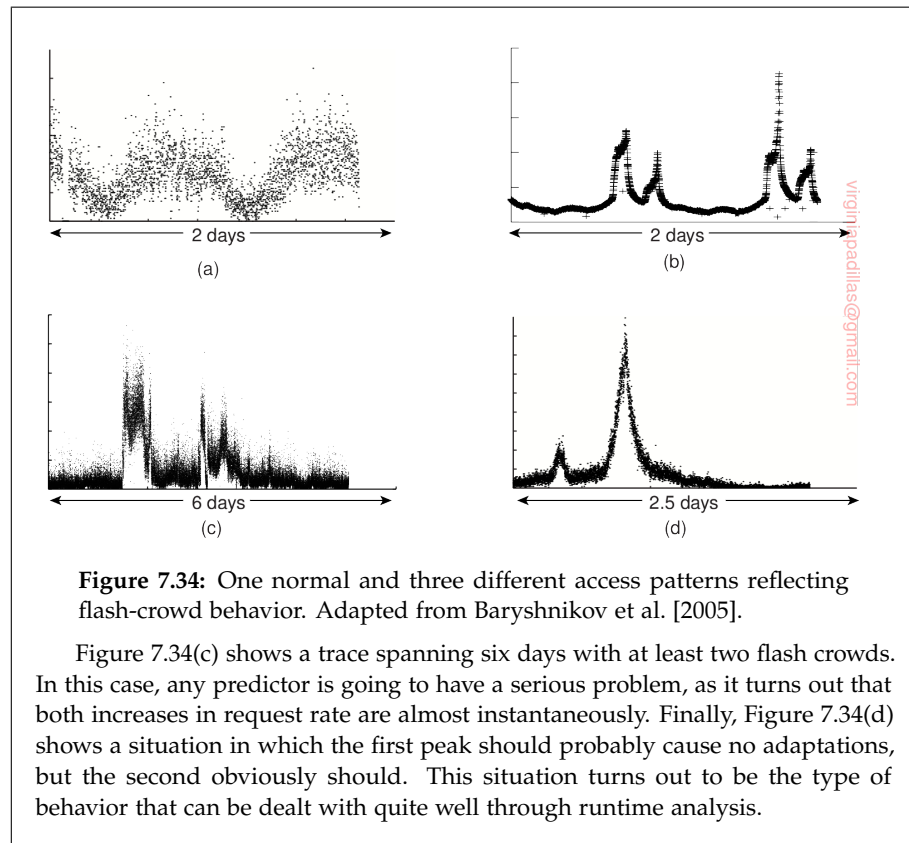 2 days
(a)
2 days
(b)
virginiapadillas@gmail.com
6 days
(c)
2.5 days
(d)
Figure 7.34: One normal and three different access patterns reflecting
flash-crowd behavior. Adapted from Baryshnikov et al. [2005].
Figure 7.34(c) shows a trace spanning six days with at least two flash crowds.
In this case, any predictor is going to have a serious problem, as it turns out that
both increases in request rate are almost instantaneously. Finally, Figure 7.34(d)
shows a situation in which the first peak should probably cause no adaptations,
but the second obviously should. This situation turns out to be the type of
behavior that can be dealt with quite well through runtime analysis.